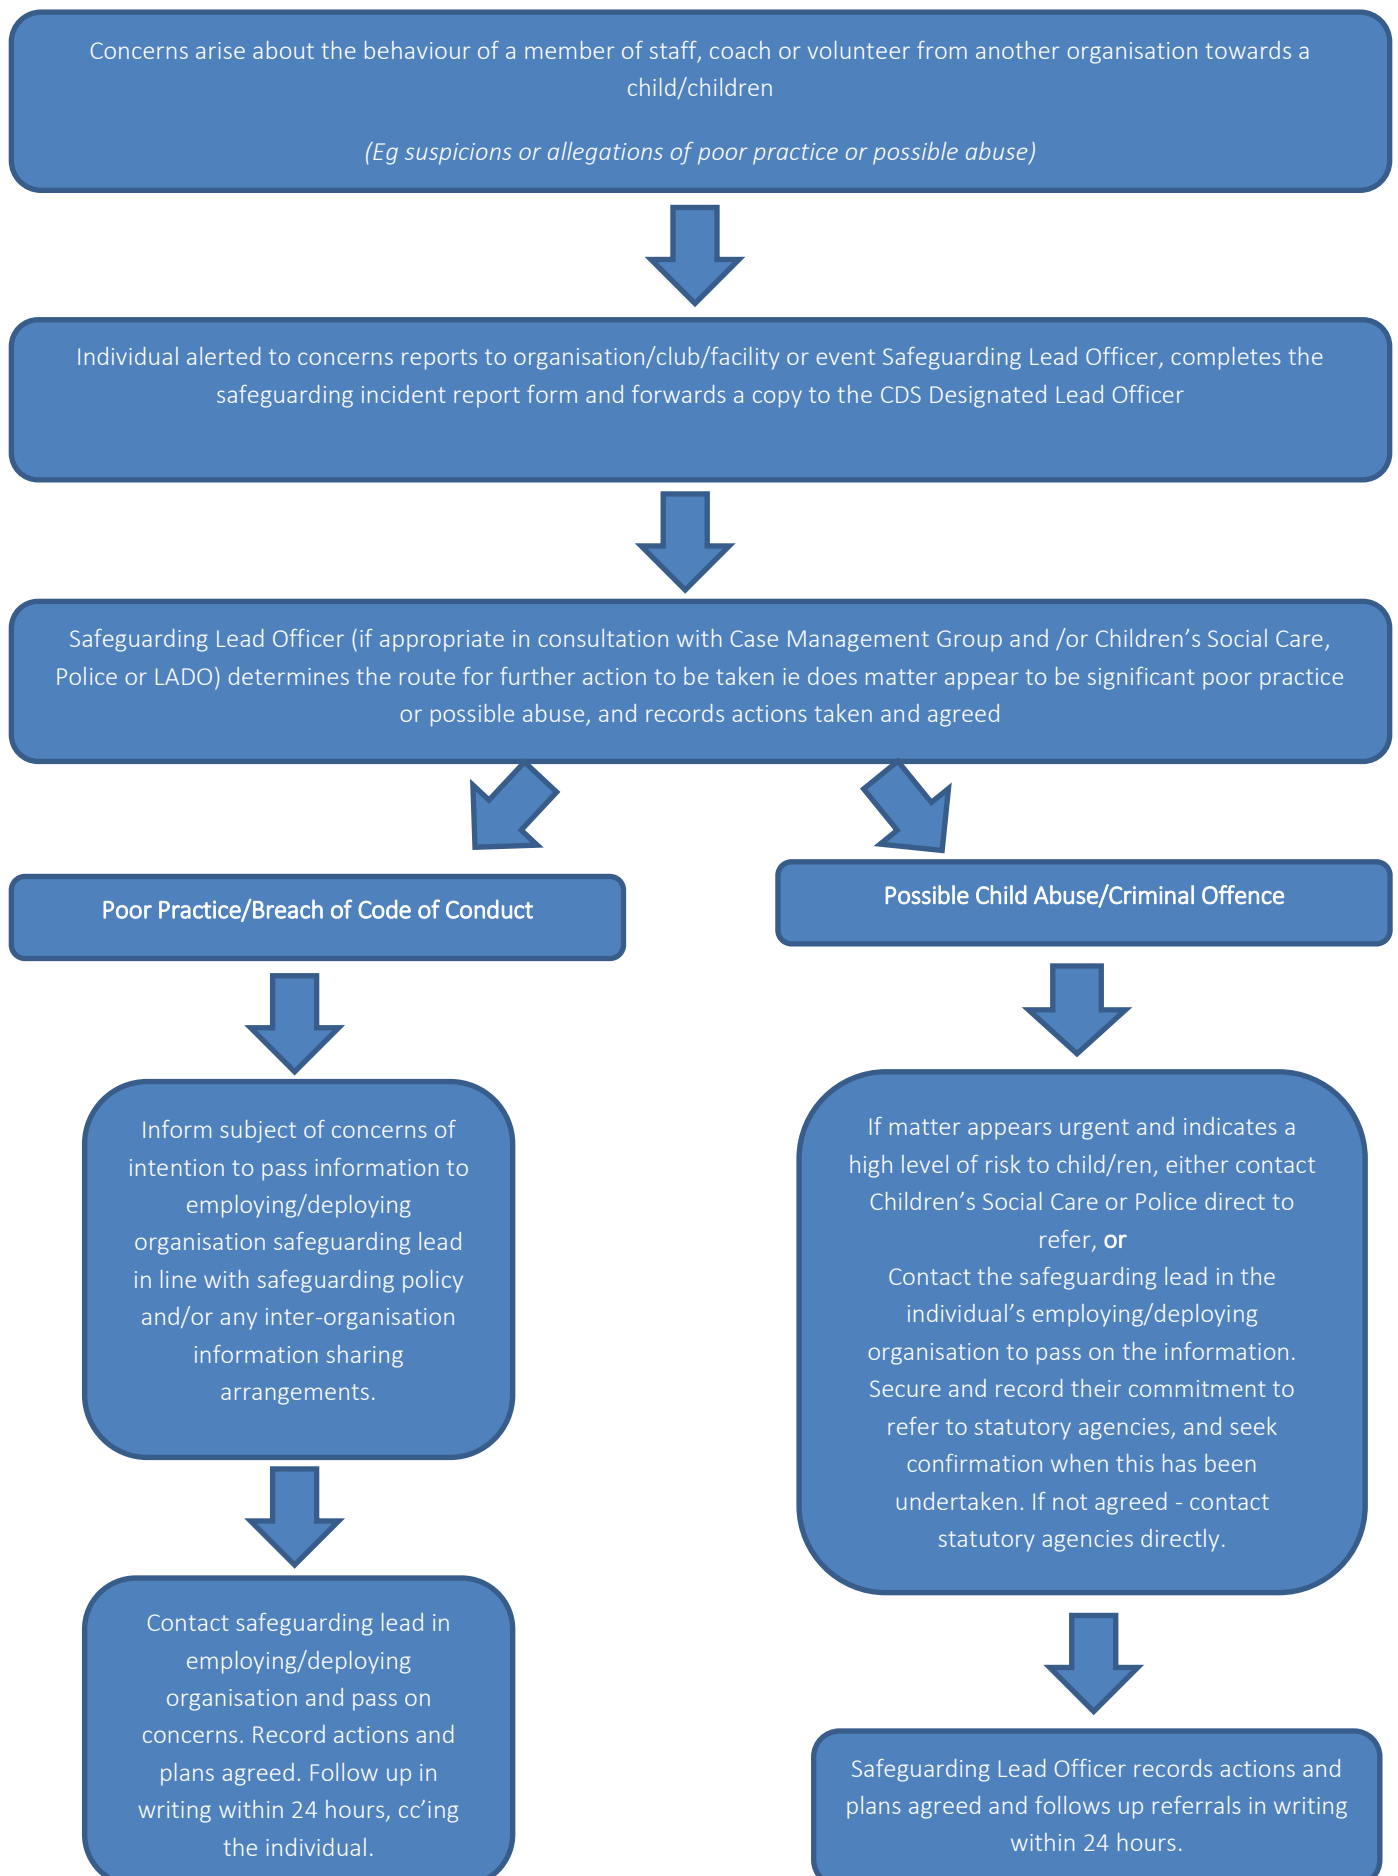 Concerns arise about the behaviour of a member of staff, coach or volunteer from another organisation towards a
child/children
(Eg suspicions or allegations of poor practice or possible abuse)
Individual alerted to concerns reports to organisation/club/facility or event Safeguarding Lead Officer, completes the
safeguarding incident report form and forwards a copy to the CDS Designated Lead Officer
Safeguarding Lead Officer (if appropriate in consultation with Case Management Group and /or Children’s Social Care,
Police or LADO) determines the route for further action to be taken ie does matter appear to be significant poor practice
or possible abuse, and records actions taken and agreed
Poor Practice/Breach of Code of Conduct
Inform subject of concerns of
intention to pass information to
employing/deploying
organisation safeguarding lead
in line with safeguarding policy
and/or any inter-organisation
information sharing
arrangements.
Contact safeguarding lead in
employing/deploying
organisation and pass on
concerns. Record actions and
plans agreed. Follow up in
writing within 24 hours, cc’ing
the individual.
Possible Child Abuse/Criminal Offence
If matter appears urgent and indicates a
high level of risk to child/ren, either contact
Children’s Social Care or Police direct to
refer, or
Contact the safeguarding lead in the
individual’s employing/deploying
organisation to pass on the information.
Secure and record their commitment to
refer to statutory agencies, and seek
confirmation when this has been
undertaken. If not agreed - contact
statutory agencies directly.
Safeguarding Lead Officer records actions and
plans agreed and follows up referrals in writing
within 24 hours.